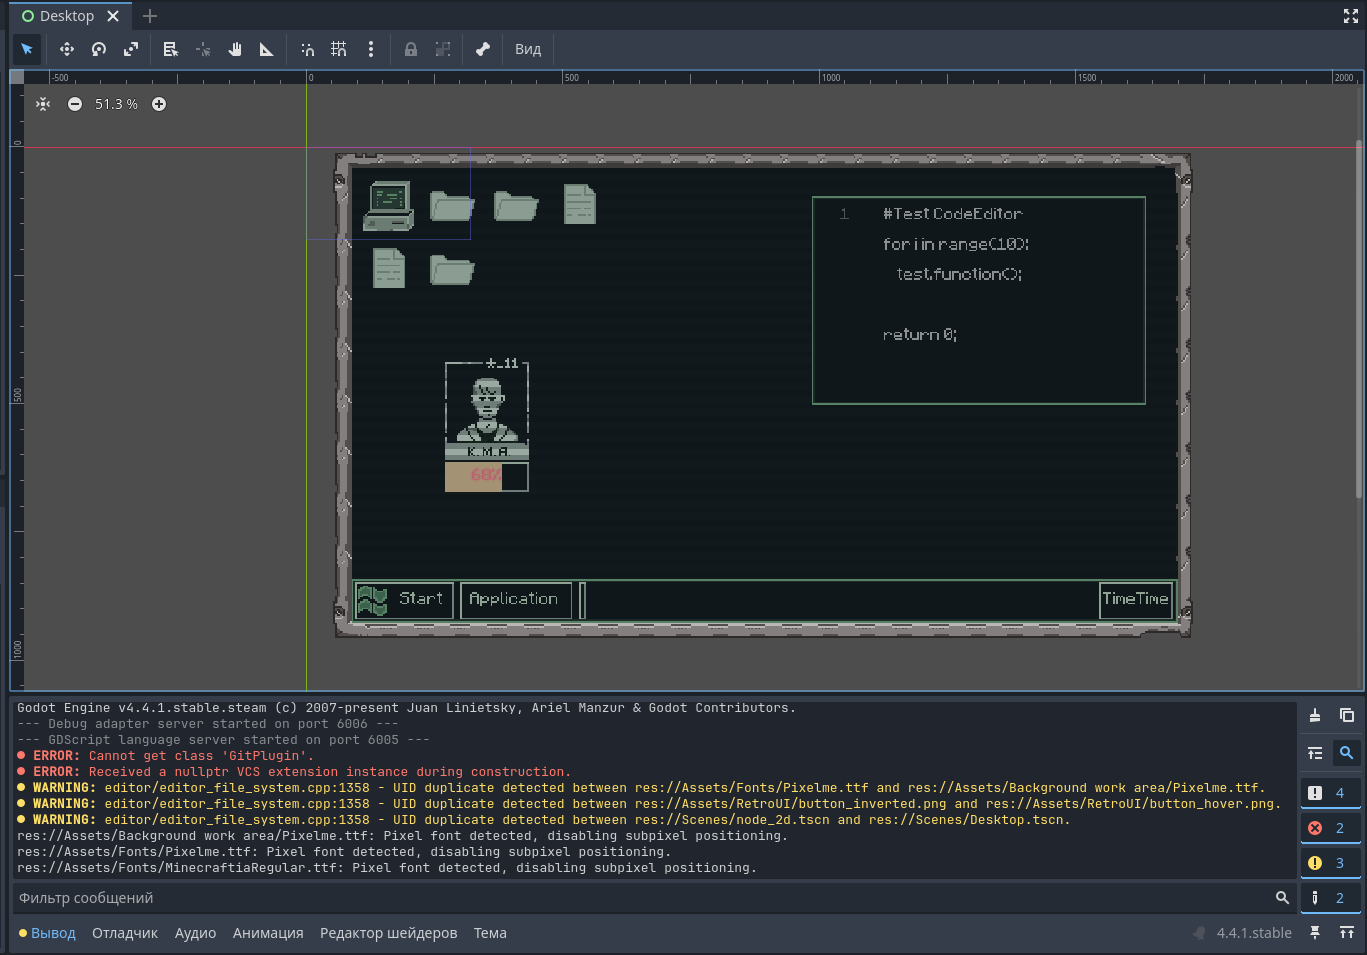 Desktop
Вид
-500 0 500 1000 1500 2000
51.3 %
0
500
1000
1 #Test CodeEditor
for i in range(10):
test.function();
return 0;
+_11
K.M.A.
68%
Start Application TimeTime
Godot Engine v4.4.1.stable.steam (c) 2007-present Juan Linietsky, Ariel Manzur & Godot Contributors.
--- Debug adapter server started on port 6006 ---
--- GDScript language server started on port 6005 ---
ERROR: Cannot get class 'GitPlugin'.
ERROR: Received a nullptr VCS extension instance during construction.
WARNING: editor/editor_file_system.cpp:1358 - UID duplicate detected between res://Assets/Fonts/Pixelme.ttf and res://Assets/Background work area/Pixelme.ttf.
WARNING: editor/editor_file_system.cpp:1358 - UID duplicate detected between res://Assets/RetroUI/button_inverted.png and res://Assets/RetroUI/button_hover.png.
WARNING: editor/editor_file_system.cpp:1358 - UID duplicate detected between res://Scenes/node_2d.tscn and res://Scenes/Desktop.tscn.
res://Assets/Background work area/Pixelme.ttf: Pixel font detected, disabling subpixel positioning.
res://Assets/Fonts/Pixelme.ttf: Pixel font detected, disabling subpixel positioning.
res://Assets/Fonts/MinecraftiaRegular.ttf: Pixel font detected, disabling subpixel positioning.
4
2
3
2
Фильтр сообщений
Вывод Отладчик Аудио Анимация Редактор шейдеров Тема 4.4.1.stable